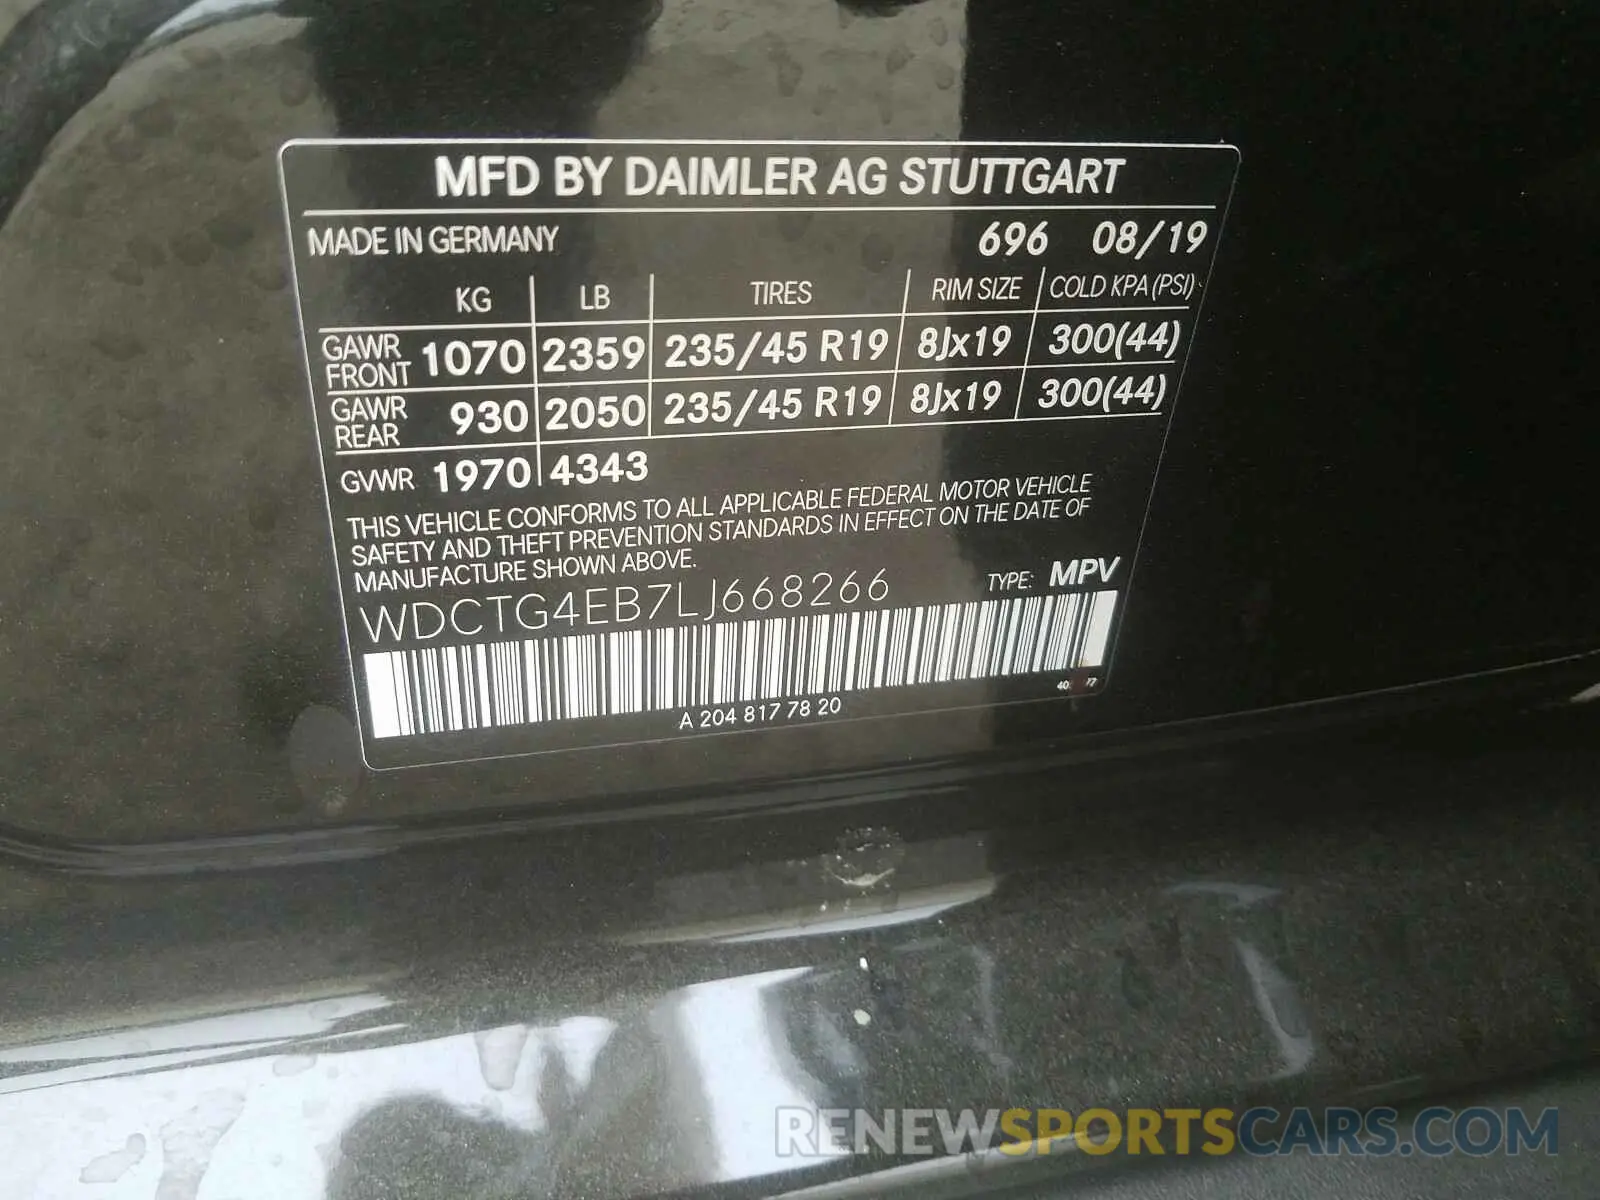 MFD BY DAIMLER AG STUTTGART
MADE IN GERMANY 696 08/19
KG LB TIRES RIM SIZE COLD KPA (PSI)
GAWR FRONT 1070 2359 235/45 R19 8Jx19 300(44)
GAWR REAR 930 2050 235/45 R19 8Jx19 300(44)
GVWR 1970 4343
THIS VEHICLE CONFORMS TO ALL APPLICABLE FEDERAL MOTOR VEHICLE
SAFETY AND THEFT PREVENTION STANDARDS IN EFFECT ON THE DATE OF
MANUFACTURE SHOWN ABOVE.
WDCTG4EB7LJ668266 TYPE: MPV
A 204 817 78 20
RENEWSPORTSCARS.COM